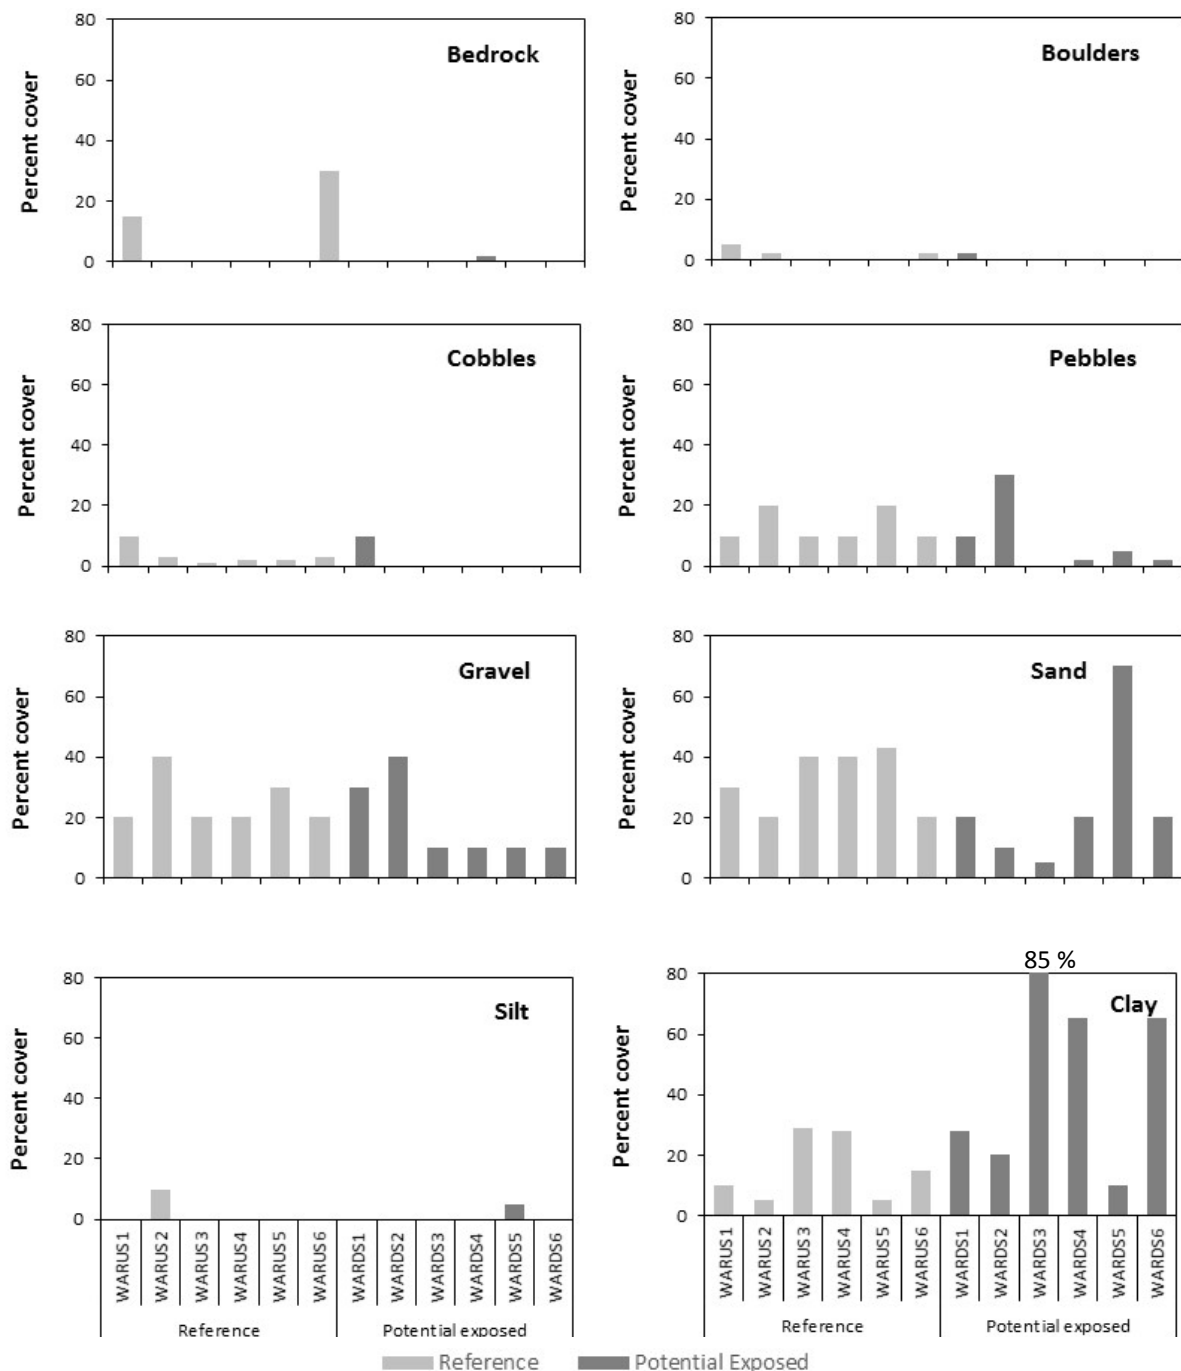 Bedrock
Percent cover
80
60
40
20
0
Boulders
Percent cover
80
60
40
20
0
Cobbles
Percent cover
80
60
40
20
0
Pebbles
Percent cover
80
60
40
20
0
Gravel
Percent cover
80
60
40
20
0
Sand
Percent cover
80
60
40
20
0
Silt
Percent cover
80
60
40
20
0
WARUS1
WARUS2
WARUS3
WARUS4
WARUS5
WARUS6
WARDS1
WARDS2
WARDS3
WARDS4
WARDS5
WARDS6
Reference
Potential exposed
85 %
Clay
Percent cover
80
60
40
20
0
WARUS1
WARUS2
WARUS3
WARUS4
WARUS5
WARUS6
WARDS1
WARDS2
WARDS3
WARDS4
WARDS5
WARDS6
Reference
Potential exposed
Reference Potential Exposed